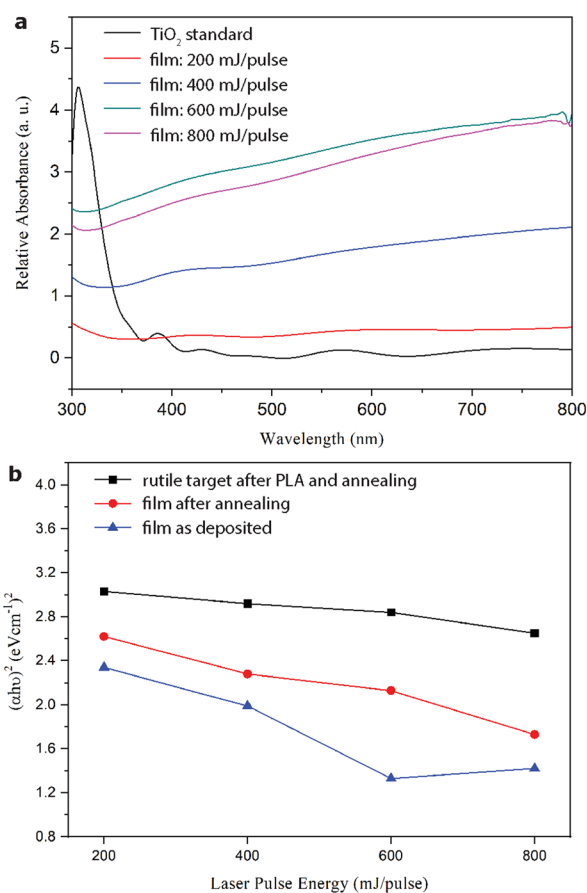 a
TiO₂ standard
film: 200 mJ/pulse
film: 400 mJ/pulse
film: 600 mJ/pulse
film: 800 mJ/pulse
5
4
3
2
1
0
Relative Absorbance (a. u.)
300 400 500 600 700 800
Wavelength (nm)
b
rutile target after PLA and annealing
film after annealing
film as deposited
4.0
3.6
3.2
2.8
2.4
2.0
1.6
1.2
0.8
(αhυ)² (eVcm⁻¹)²
200 400 600 800
Laser Pulse Energy (mJ/pulse)